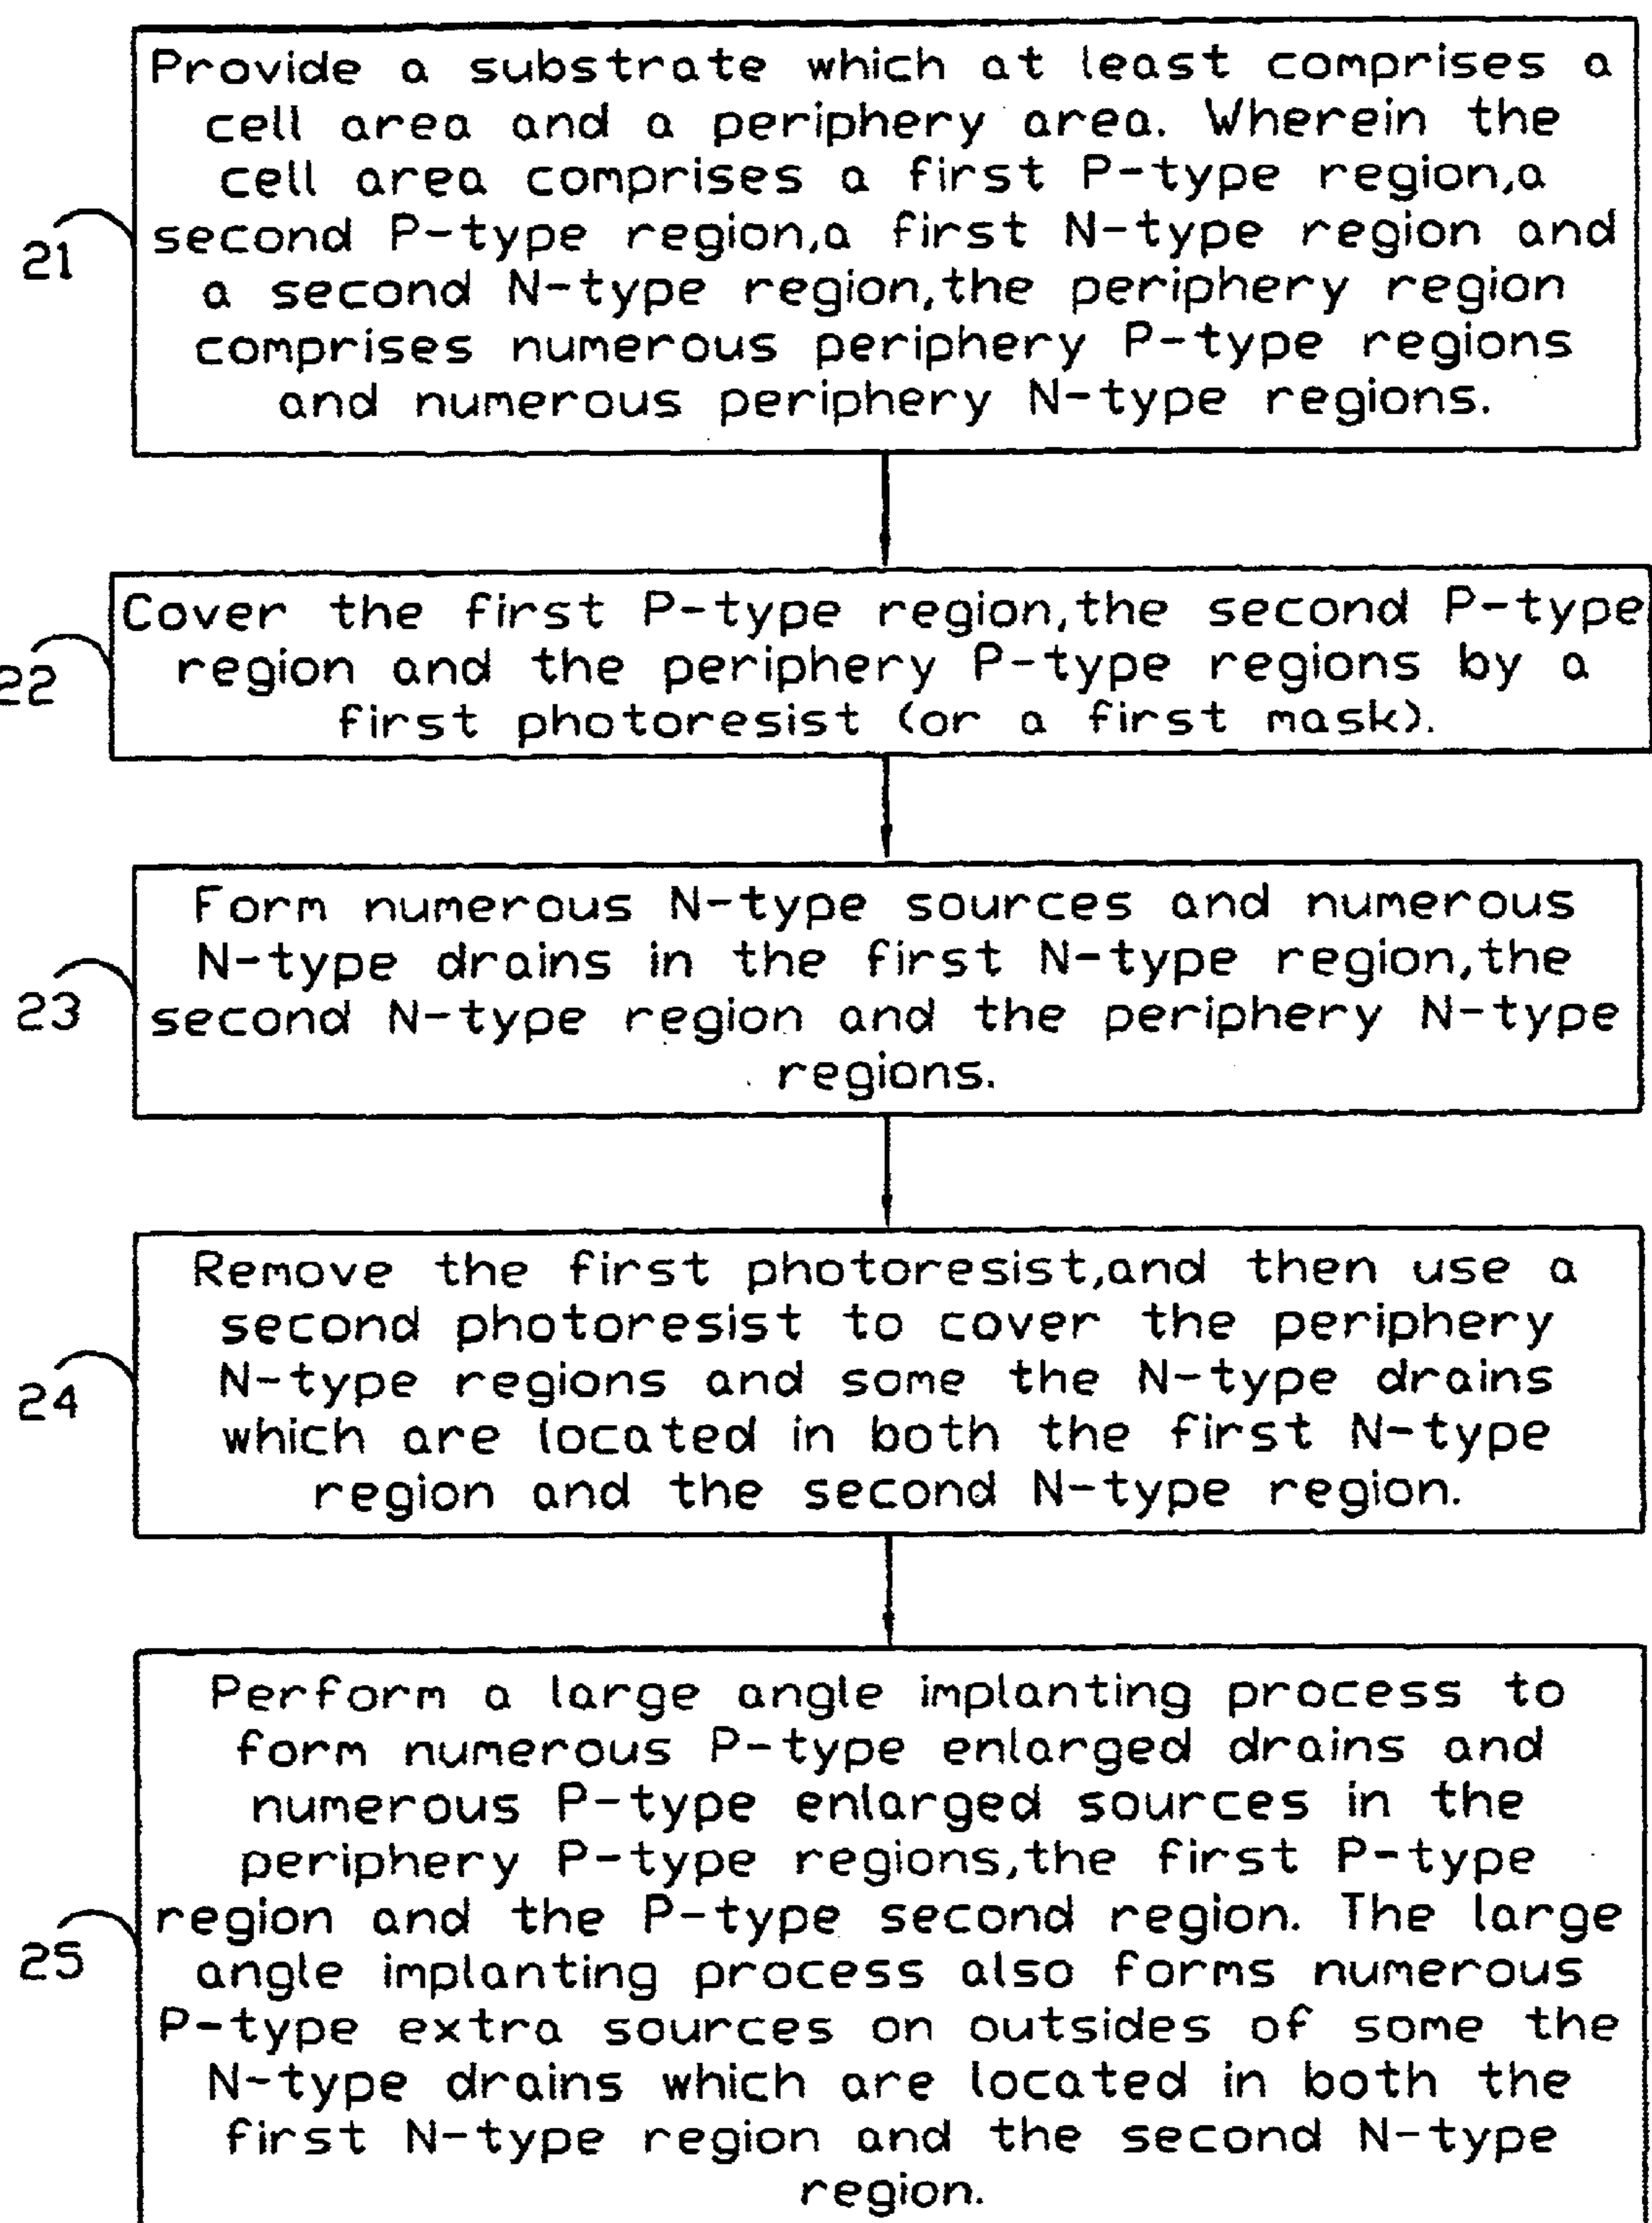 Provide a substrate which at least comprises a
cell area and a periphery area. Wherein the
cell area comprises a first P-type region,a
second P-type region,a first N-type region and
a second N-type region,the periphery region
comprises numerous periphery P-type regions
and numerous periphery N-type regions.
21
Cover the first P-type region,the second P-type
region and the periphery P-type regions by a
first photoresist (or a first mask).
22
Form numerous N-type sources and numerous
N-type drains in the first N-type region,the
second N-type region and the periphery N-type
regions.
23
Remove the first photoresist,and then use a
second photoresist to cover the periphery
N-type regions and some the N-type drains
which are located in both the first N-type
region and the second N-type region.
24
Perform a large angle implanting process to
form numerous P-type enlarged drains and
numerous P-type enlarged sources in the
periphery P-type regions,the first P-type
region and the P-type second region. The large
angle implanting process also forms numerous
P-type extra sources on outsides of some the
N-type drains which are located in both the
first N-type region and the second N-type
region.
25